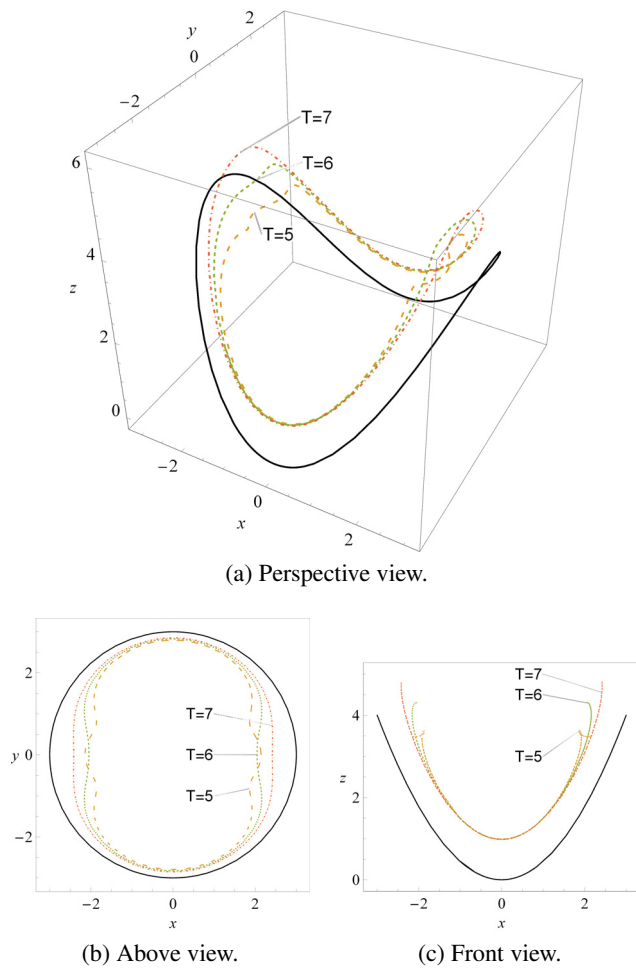 2
y
0
−2
T=7
6
T=6
T=5
4
z
2
0
−2
0
x
2
(a) Perspective view.
2
T=7
y 0
T=6
T=5
−2
−2 0 2
x
(b) Above view.
T=7
T=6
4
T=5
z
2
0
−2 0 2
x
(c) Front view.